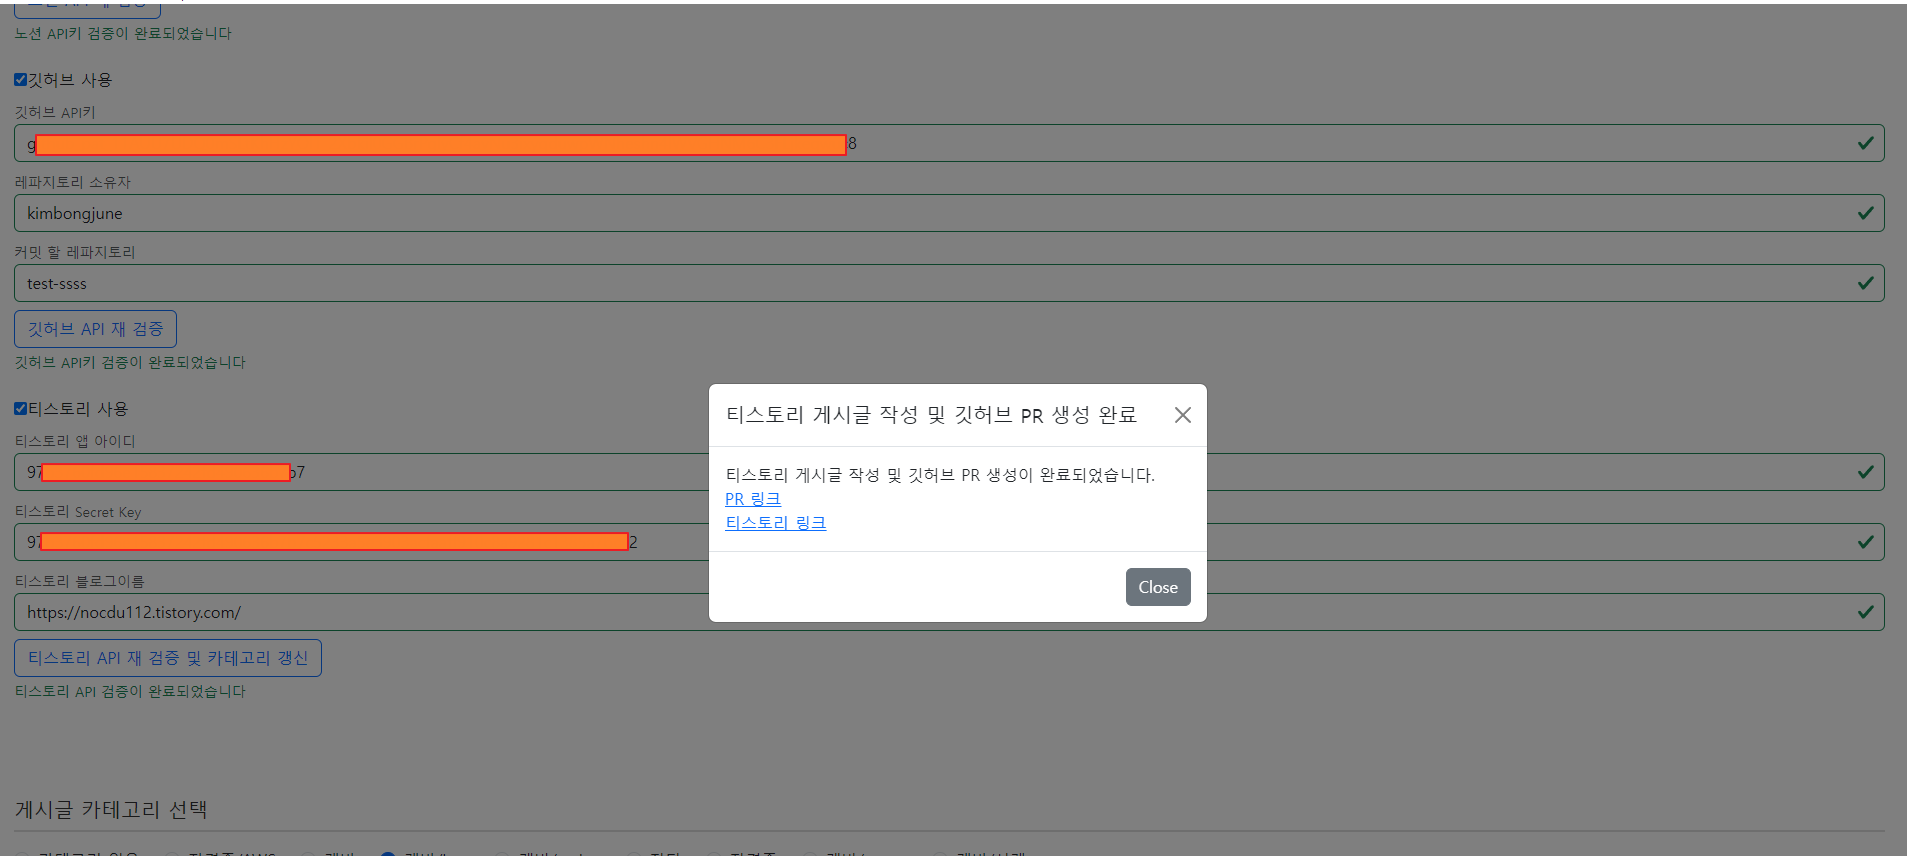 노션 API키 검증이 완료되었습니다
깃허브 사용
깃허브 API키
g 8
레파지토리 소유자
kimbongjune
커밋 할 레파지토리
test-ssss
깃허브 API 재 검증
깃허브 API키 검증이 완료되었습니다
티스토리 사용
티스토리 앱 아이디
97 b7
티스토리 Secret Key
97 2
티스토리 블로그이름
https://nocdu112.tistory.com/
티스토리 API 재 검증 및 카테고리 갱신
티스토리 API 검증이 완료되었습니다
티스토리 게시글 작성 및 깃허브 PR 생성 완료
티스토리 게시글 작성 및 깃허브 PR 생성이 완료되었습니다.
PR 링크
티스토리 링크
Close
게시글 카테고리 선택